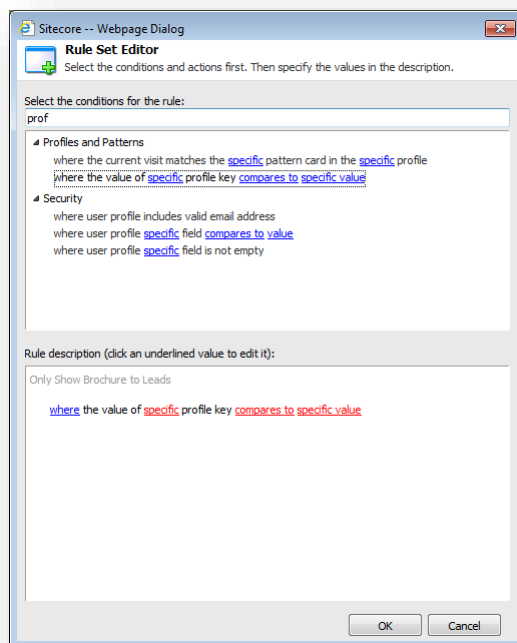 Sitecore -- Webpage Dialog
Rule Set Editor
Select the conditions and actions first. Then specify the values in the description.
Select the conditions for the rule:
prof
Profiles and Patterns
where the current visit matches the specific pattern card in the specific profile
where the value of specific profile key compares to specific value
Security
where user profile includes valid email address
where user profile specific field compares to value
where user profile specific field is not empty
Rule description (click an underlined value to edit it):
Only Show Brochure to Leads
where the value of specific profile key compares to specific value
OK Cancel